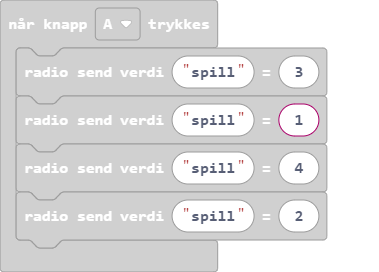 når knapp A trykkes
radio send verdi "spill" = 3
radio send verdi "spill" = 1
radio send verdi "spill" = 4
radio send verdi "spill" = 2